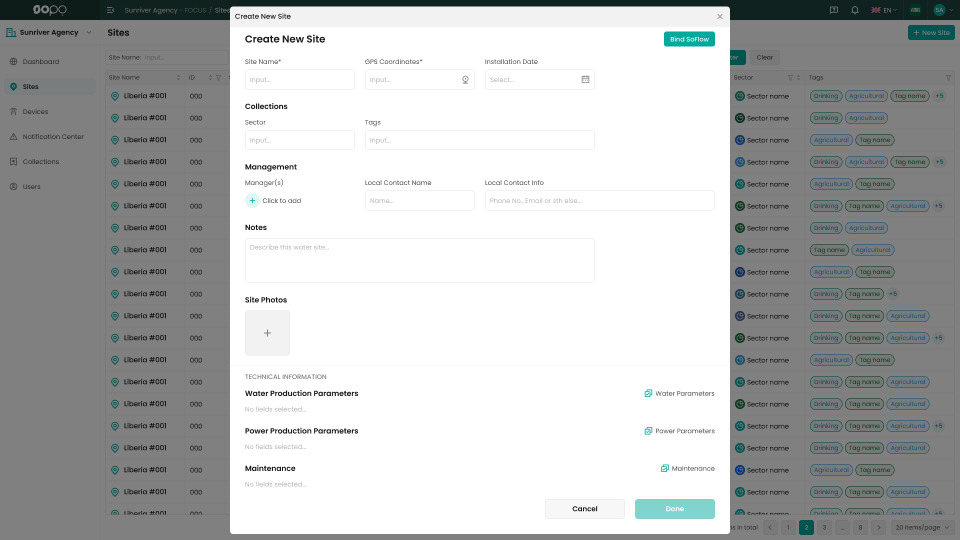 Create New Site
Create New Site
Bind SoFlow
Site Name*
GPS Coordinates*
Installation Date
Input...
Input...
Select...
Collections
Sector
Tags
Input...
Input...
Management
Manager(s)
Local Contact Name
Local Contact Info
Click to add
Name...
Phone No., Email or sth else...
Notes
Describe this water site...
Site Photos
TECHNICAL INFORMATION
Water Production Parameters
Water Parameters
No fields selected...
Power Production Parameters
Power Parameters
No fields selected...
Maintenance
Maintenance
No fields selected...
Cancel
Done
Sunriver Agency - FOCUS / Sites
EN
SA
Sunriver Agency
Dashboard
Sites
Devices
Notification Center
Collections
Users
Sites
+ New Site
Site Name: Input...
Clear
Site Name
ID
Sector
Tags
Liberia #001 000 Sector name Drinking Agricultural Tag name +5
Liberia #001 000 Sector name Drinking Agricultural
Liberia #001 000 Sector name Agricultural Tag name
Liberia #001 000 Sector name Drinking Agricultural Tag name +5
Liberia #001 000 Sector name Agricultural Tag name
Liberia #001 000 Sector name Drinking Tag name Agricultural +5
Liberia #001 000 Sector name Drinking Agricultural
Liberia #001 000 Sector name Tag name Agricultural
Liberia #001 000 Sector name Agricultural Tag name
Liberia #001 000 Sector name Drinking Tag name +5
Liberia #001 000 Sector name Drinking Tag name Agricultural
Liberia #001 000 Sector name Drinking Tag name Agricultural +5
Liberia #001 000 Sector name Agricultural Tag name
Liberia #001 000 Sector name Drinking Tag name Agricultural
Liberia #001 000 Sector name Drinking Tag name Agricultural
Liberia #001 000 Sector name Drinking Tag name Agricultural +5
Liberia #001 000 Sector name Drinking Tag name Agricultural
Liberia #001 000 Sector name Agricultural Tag name
Liberia #001 000 Sector name Drinking Tag name Agricultural +5
in total
1 2 3 ... 8
20 items/page